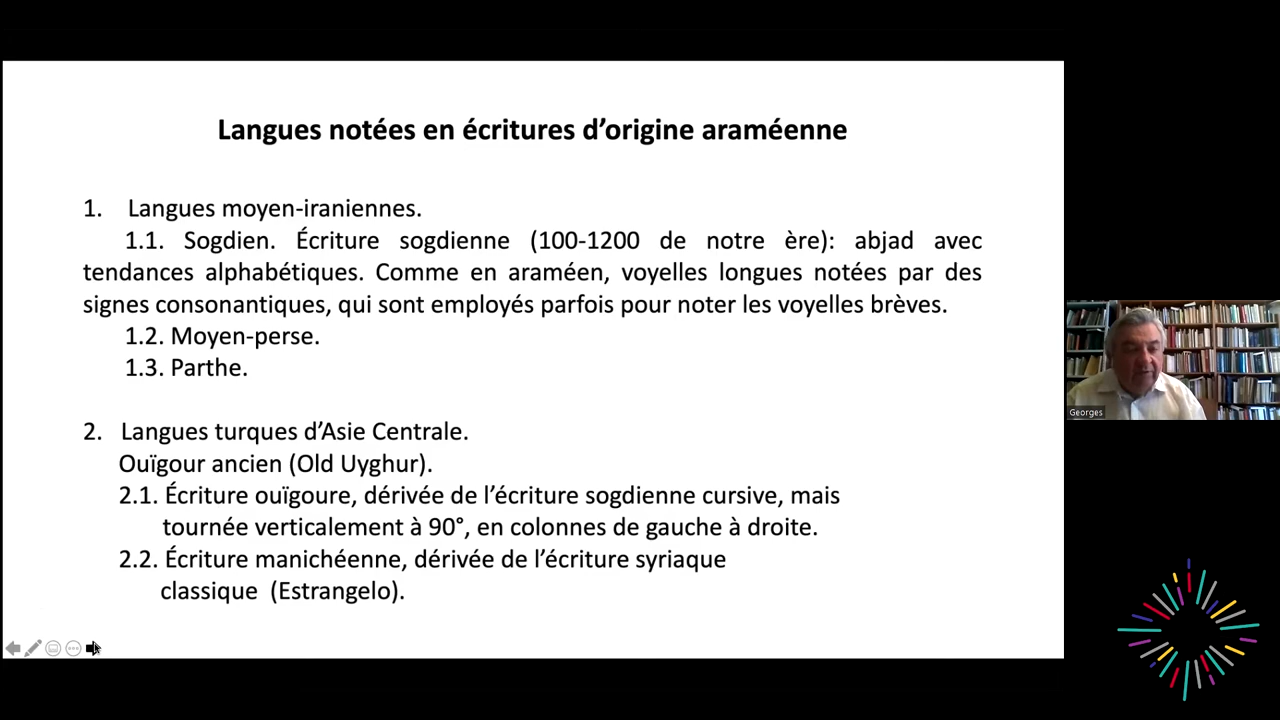 Langues notées en écritures d’origine araméenne
1. Langues moyen-iraniennes.
1.1. Sogdien. Écriture sogdienne (100-1200 de notre ère): abjad avec
tendances alphabétiques. Comme en araméen, voyelles longues notées par des
signes consonantiques, qui sont employés parfois pour noter les voyelles brèves.
1.2. Moyen-perse.
1.3. Parthe.
2. Langues turques d’Asie Centrale.
Ouïgour ancien (Old Uyghur).
2.1. Écriture ouïgoure, dérivée de l’écriture sogdienne cursive, mais
tournée verticalement à 90°, en colonnes de gauche à droite.
2.2. Écriture manichéenne, dérivée de l’écriture syriaque
classique (Estrangelo).
Georges